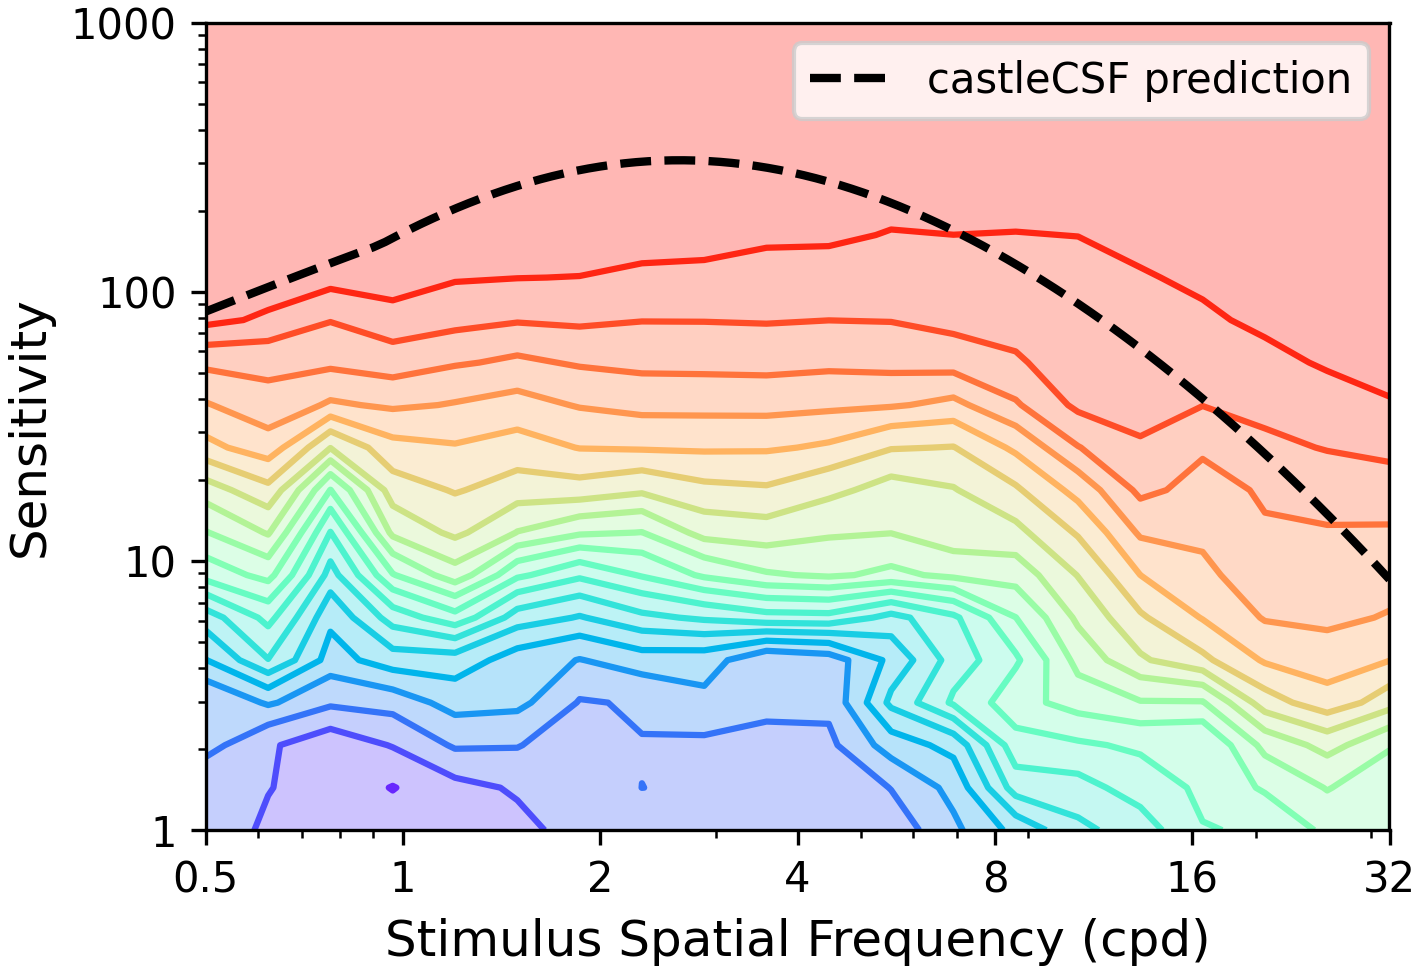 1000
castleCSF prediction
100
Sensitivity
10
1
0.5 1 2 4 8 16 32
Stimulus Spatial Frequency (cpd)